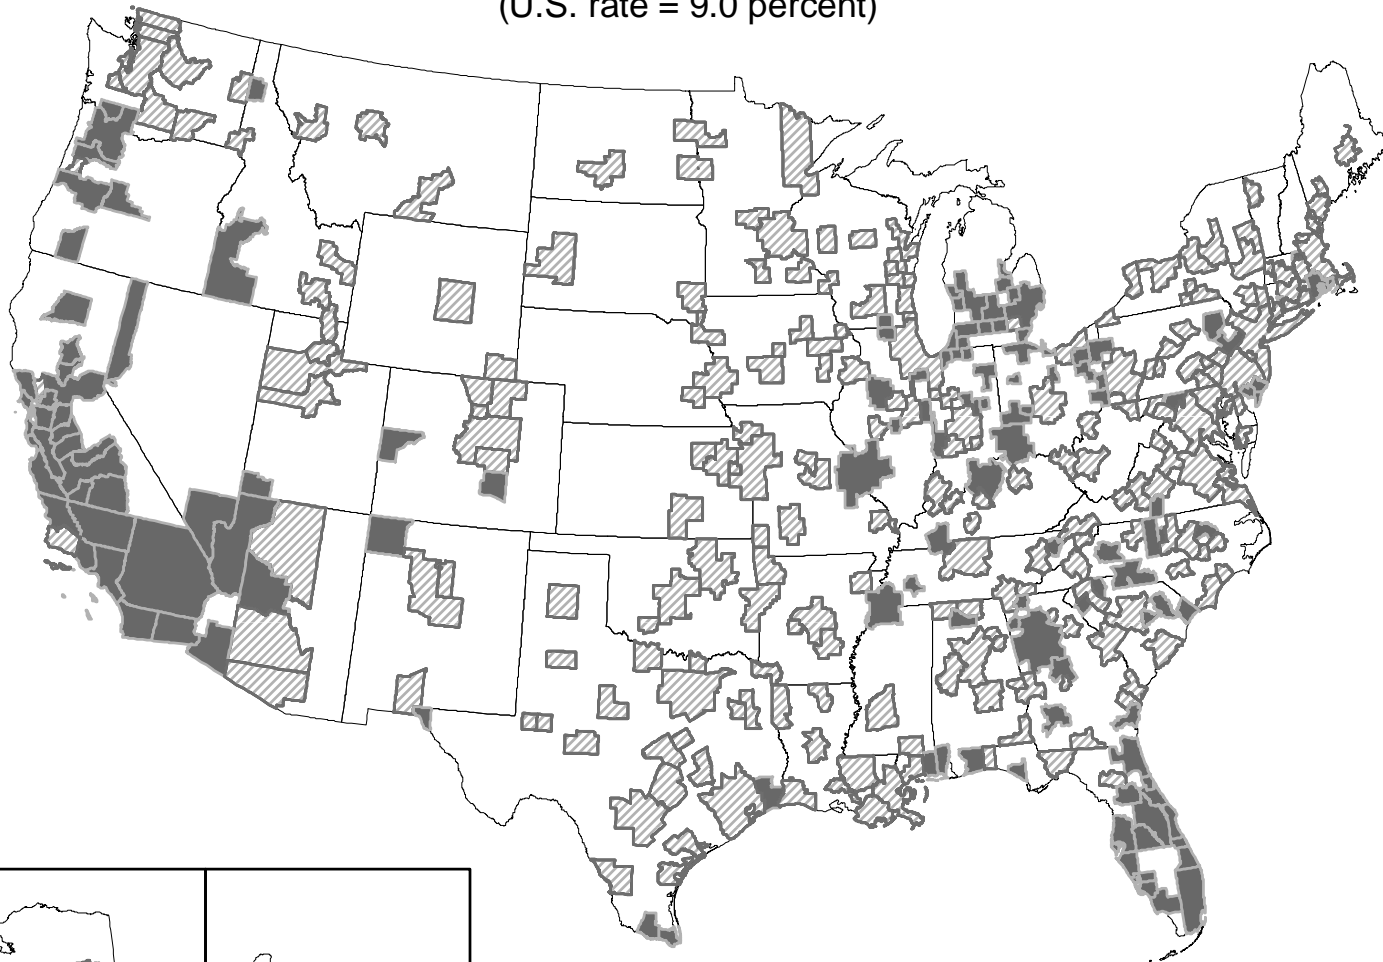 (U.S. rate = 9.0 percent)